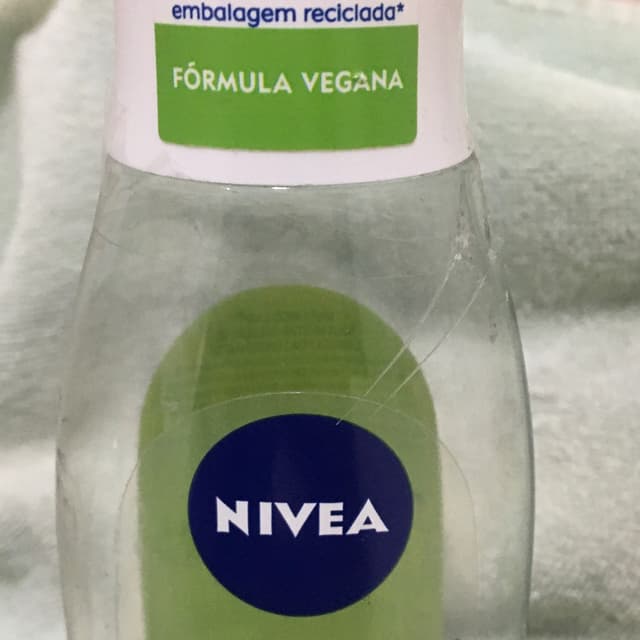 embalagem reciclada*
FÓRMULA VEGANA
NIVEA